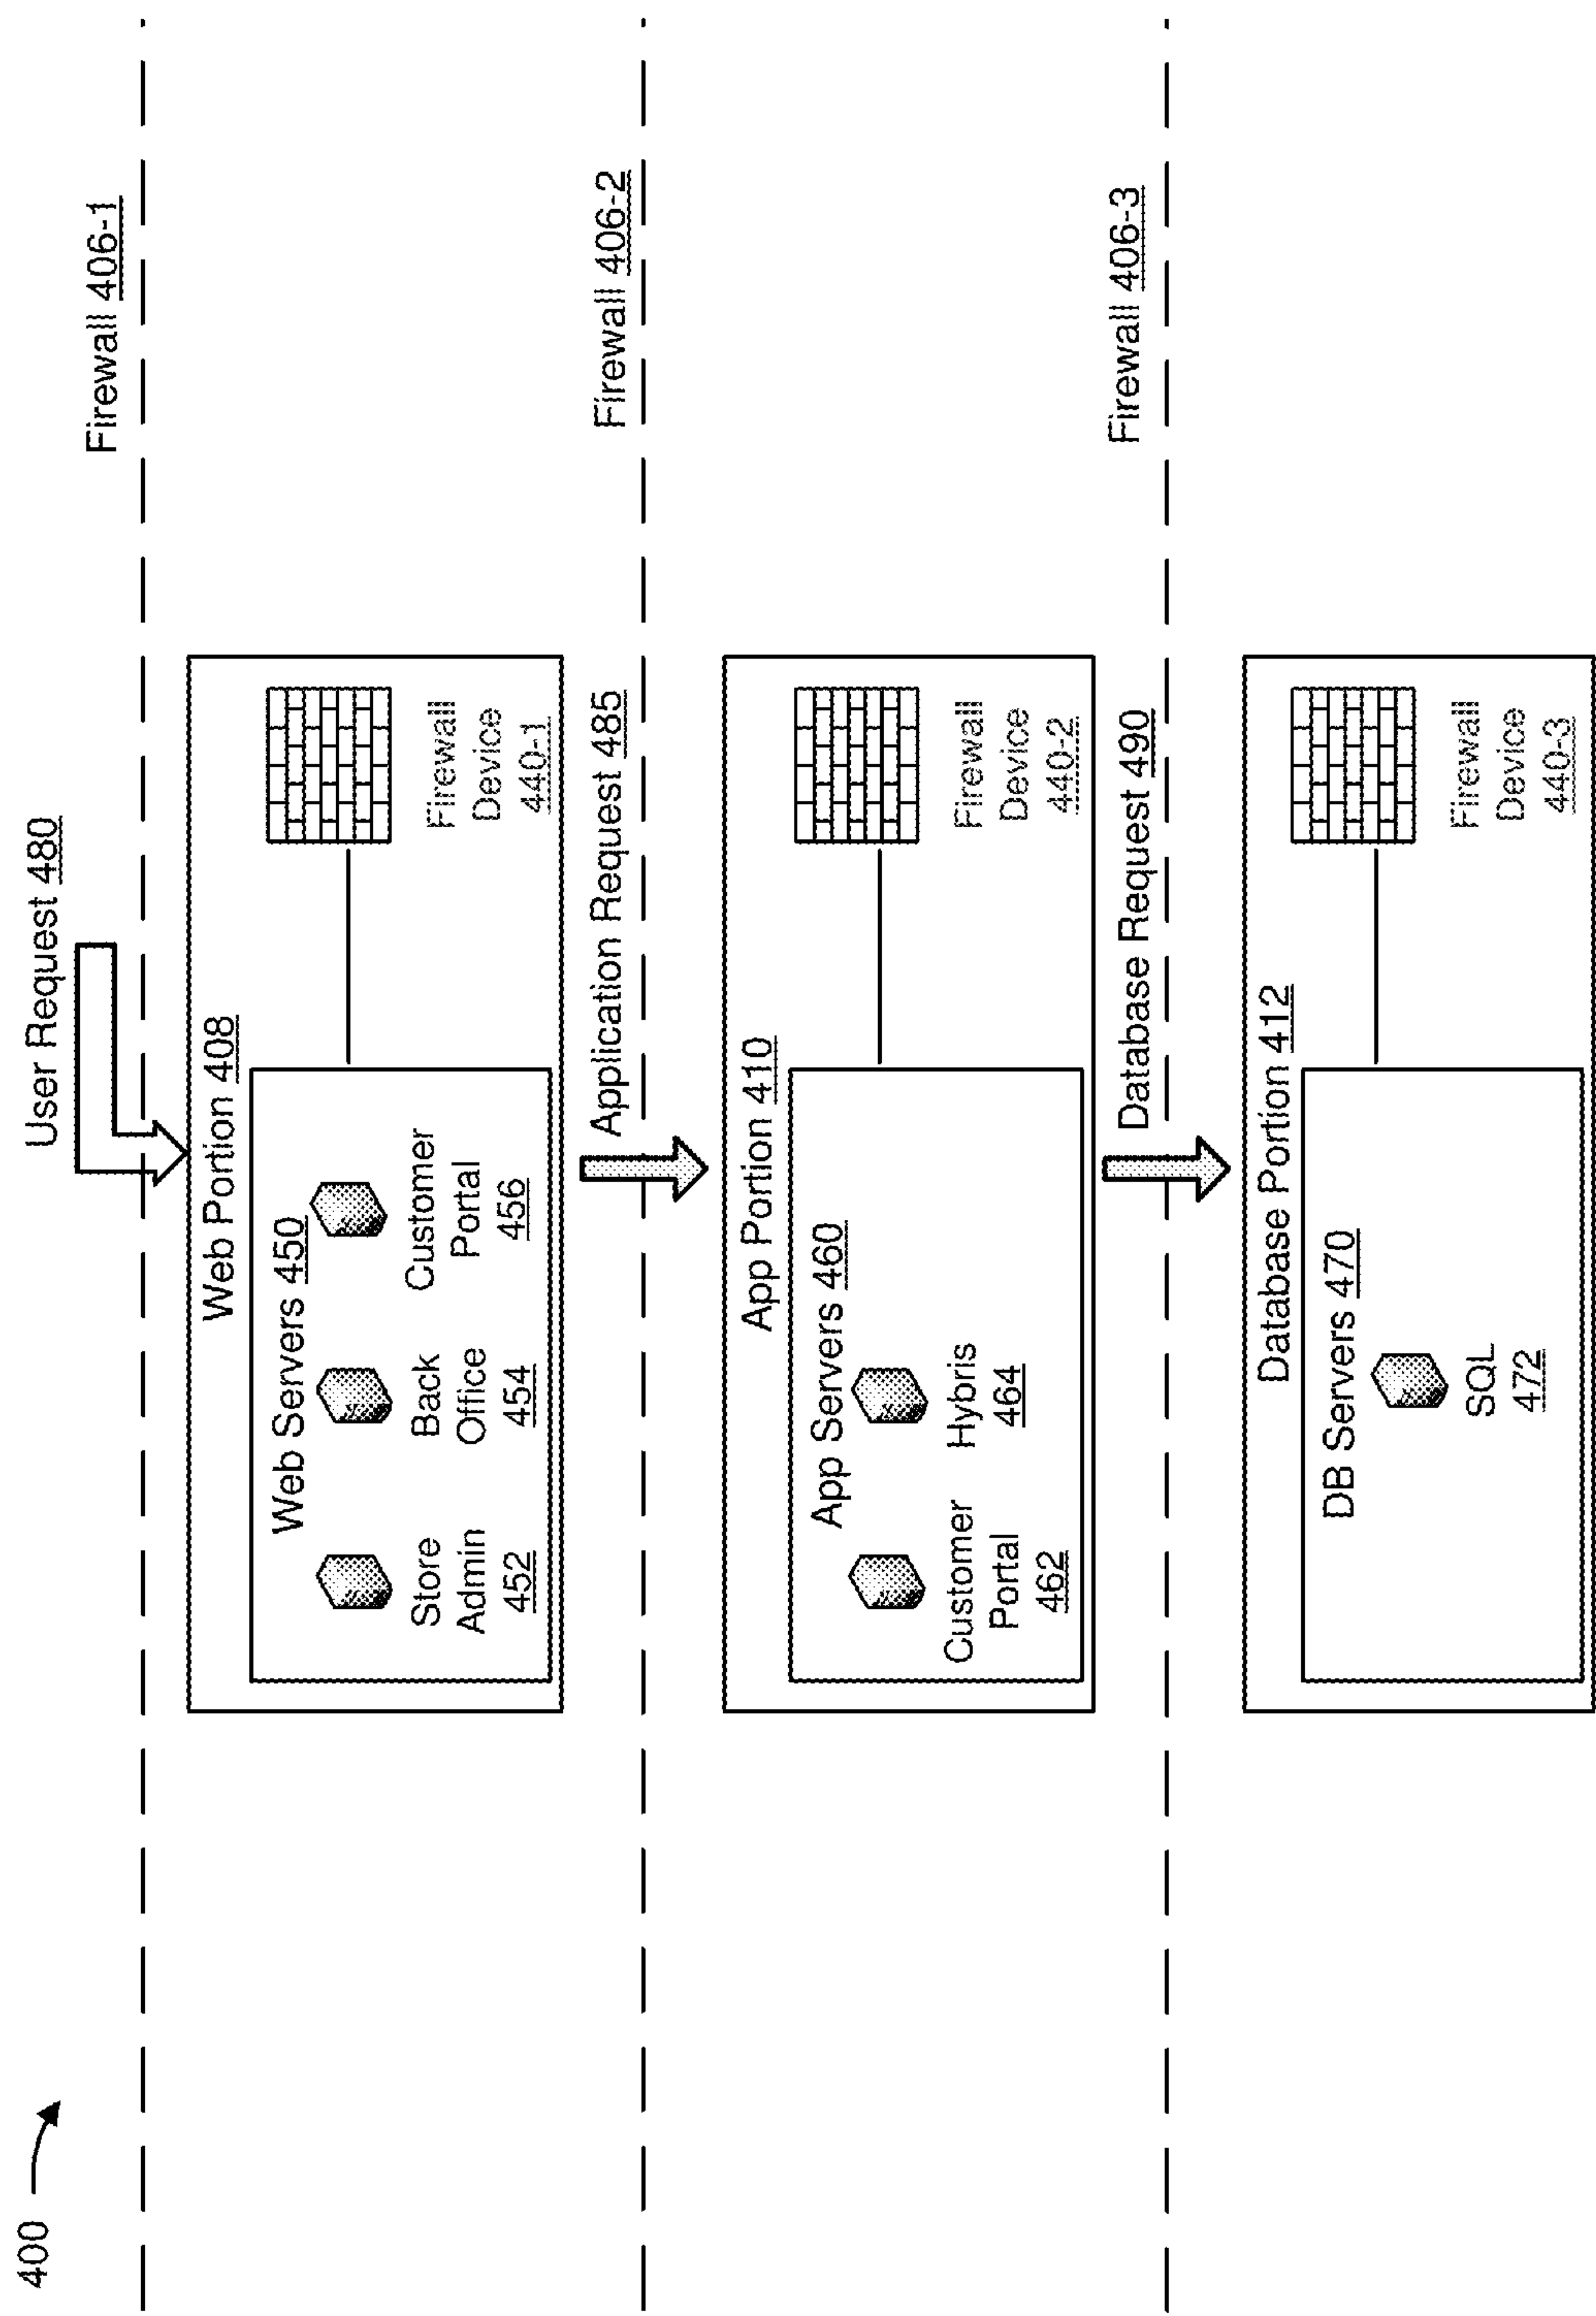 400
User Request 480
Firewall 406-1
Web Portion 408
Web Servers 450
Store
Admin
452
Back
Office
454
Customer
Portal
456
Firewall
Device
440-1
Application Request 485
Firewall 406-2
App Portion 410
App Servers 460
Customer
Portal
462
Hybris
464
Firewall
Device
440-2
Database Request 490
Firewall 406-3
Database Portion 412
DB Servers 470
SQL
472
Firewall
Device
440-3